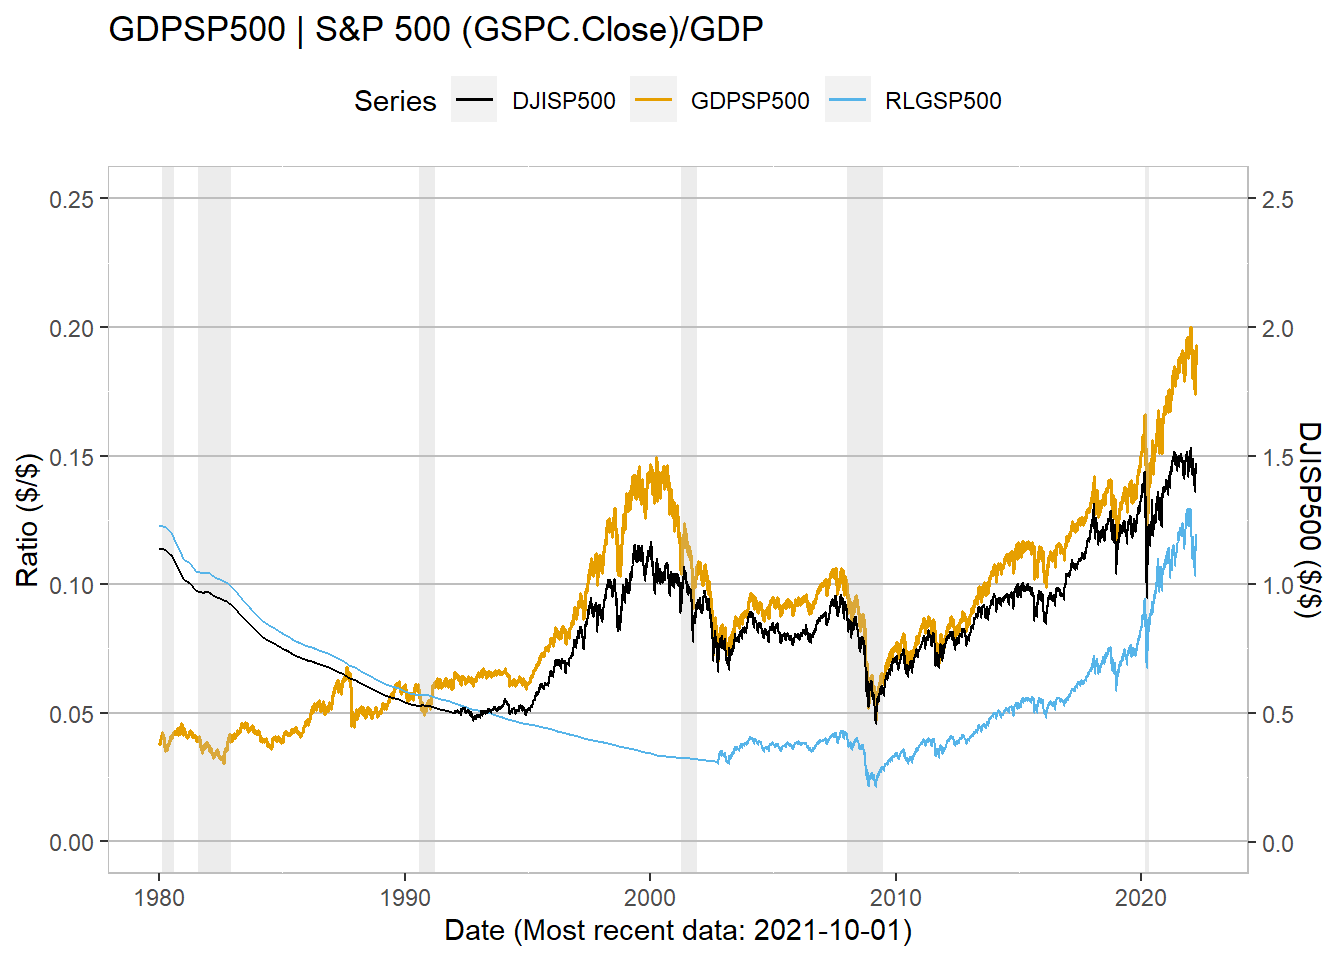 GDPSP500 | S&P 500 (GSPC.Close)/GDP
Series DJISP500 GDPSP500 RLGSP500
0.25
0.20
0.15
0.10
0.05
0.00
Ratio ($/$)
2.5
2.0
1.5
1.0
0.5
0.0
DJISP500 ($/$)
1980 1990 2000 2010 2020
Date (Most recent data: 2021-10-01)